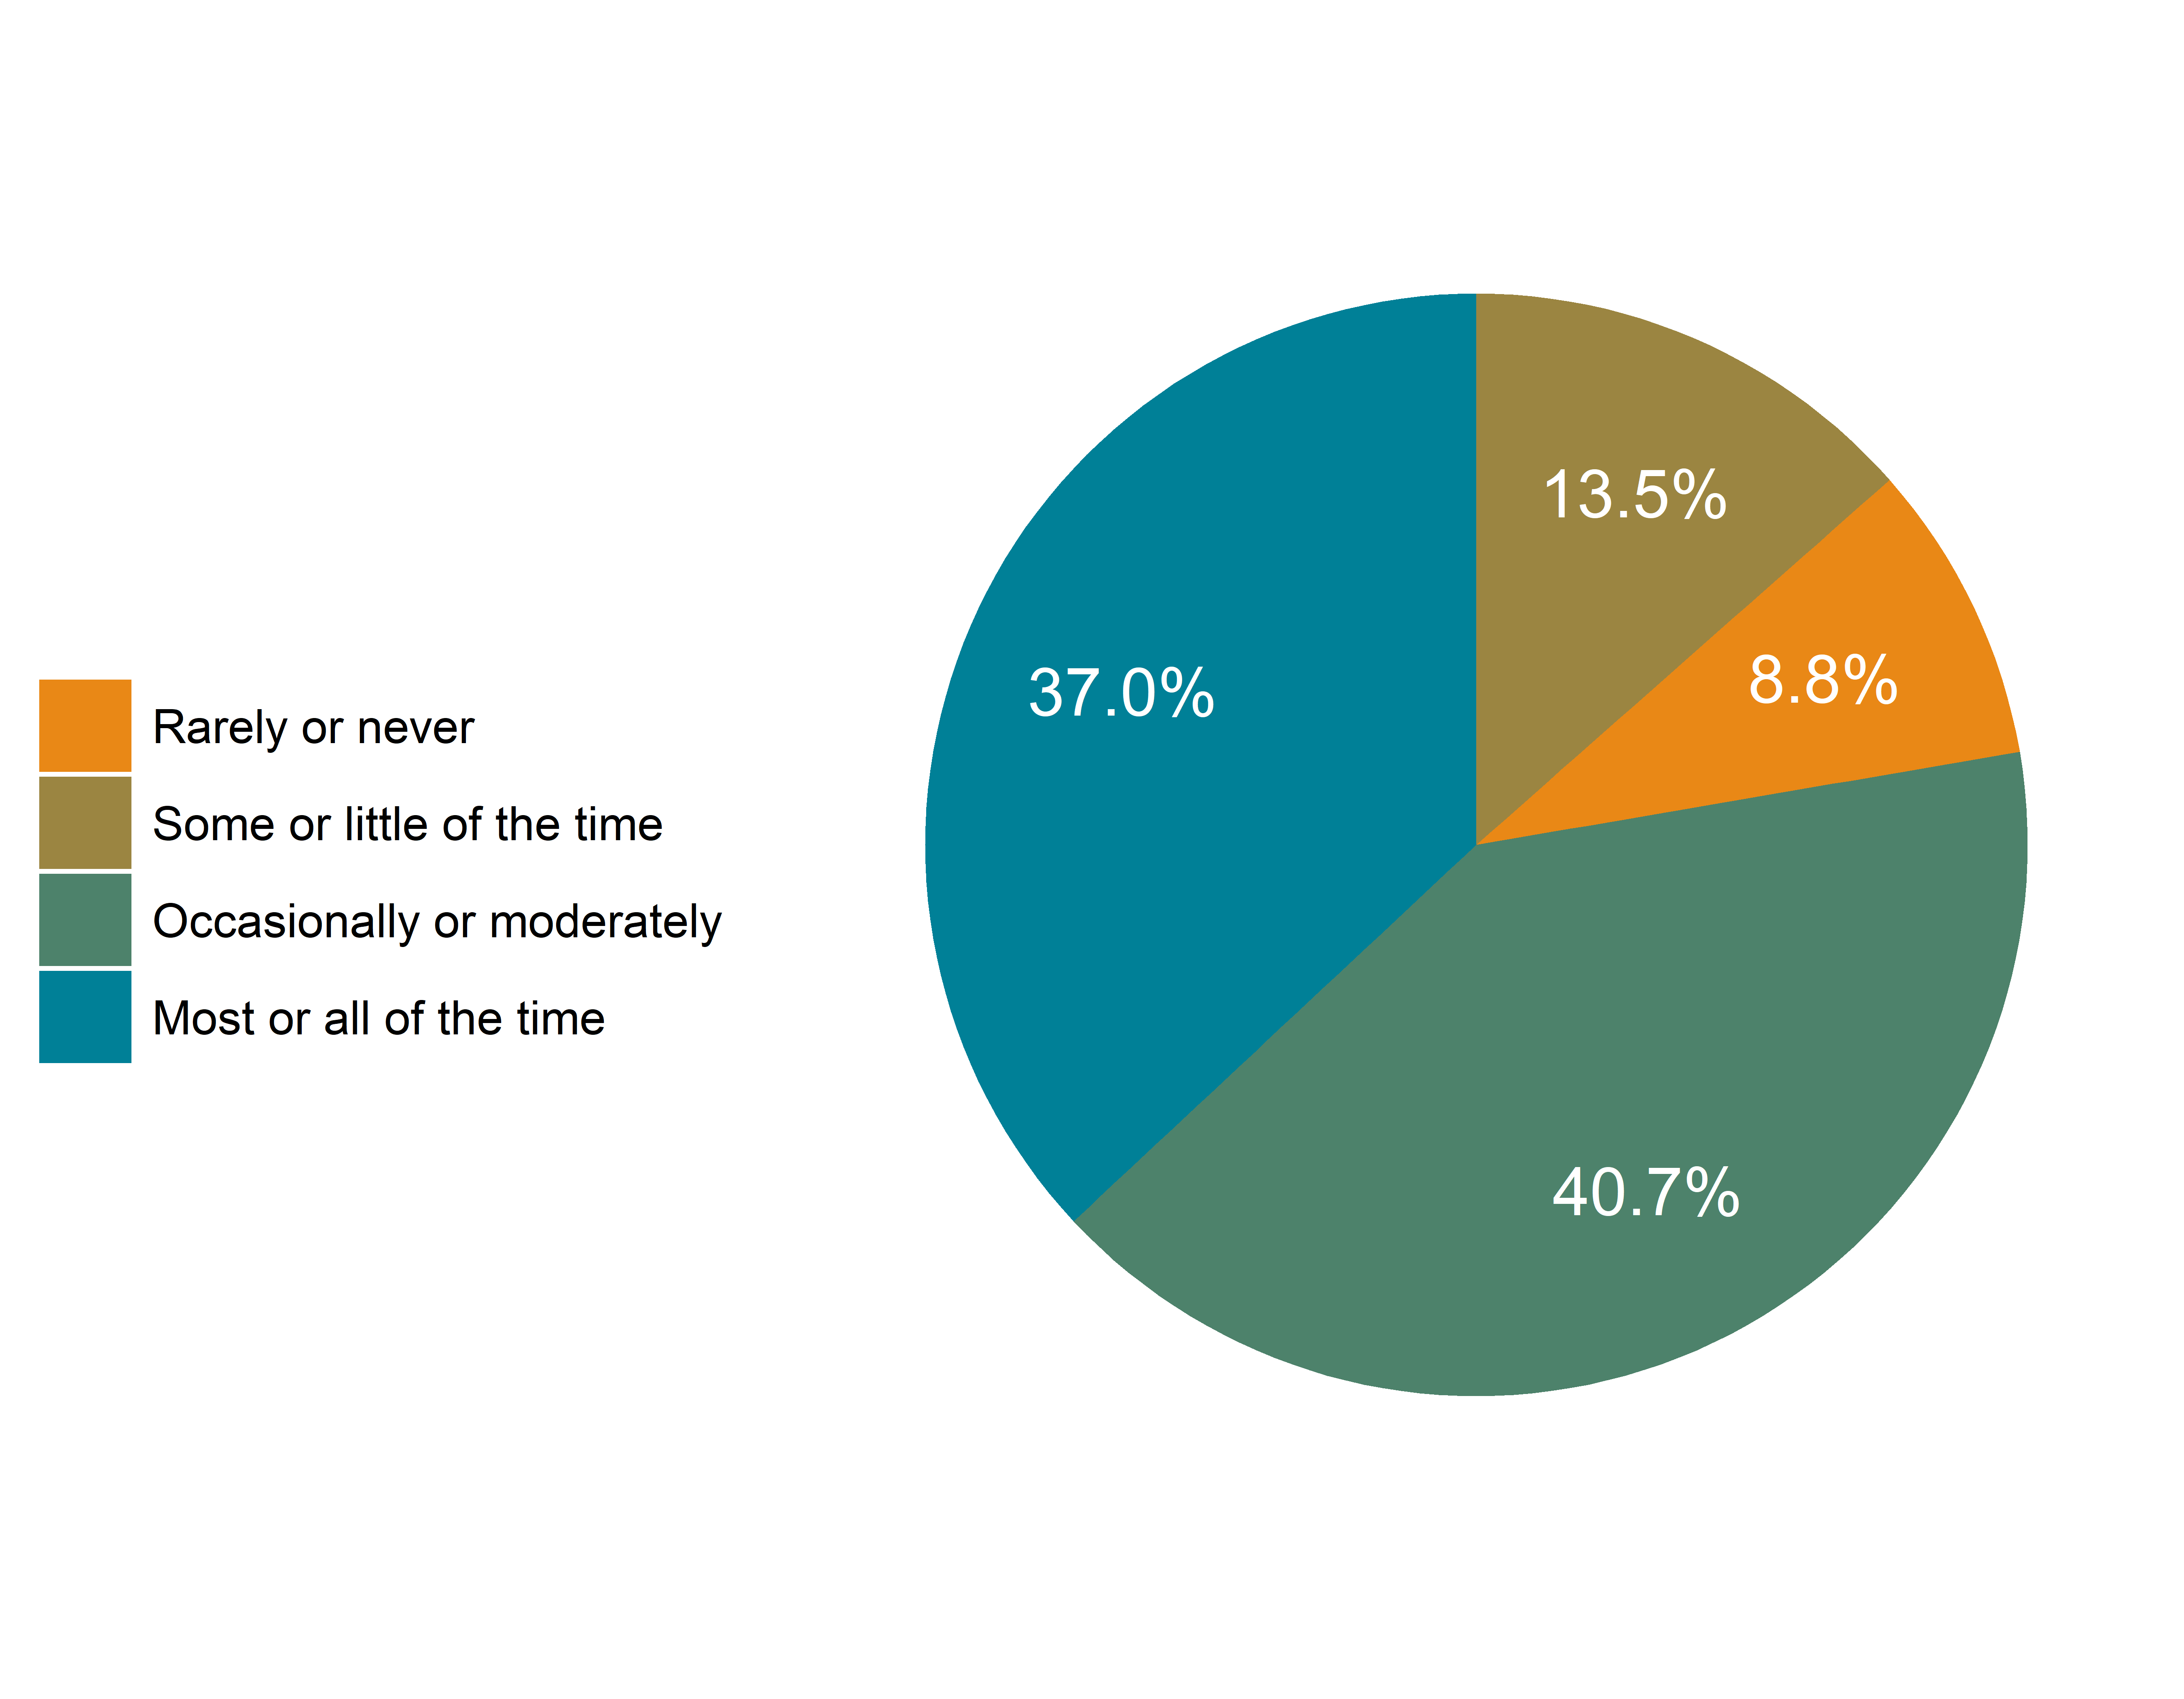 Rarely or never
Some or little of the time
Occasionally or moderately
Most or all of the time
13.5%
8.8%
37.0%
40.7%